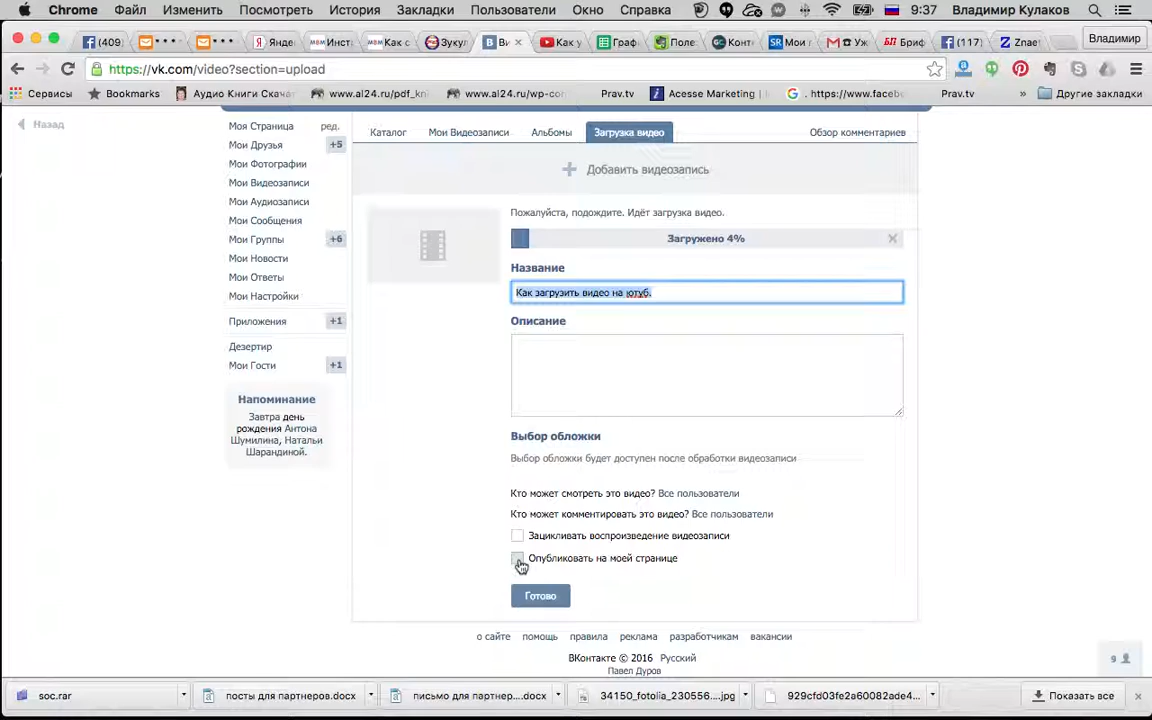 Chrome Файл Изменить Посмотреть История Закладки Пользователи Окно Справка 9:37 Владимир Кулаков
(409) • • • • • • Янде Инст Как с Зуку Ви Как у Граф Поле Конт Мои г Уж Бриф (117) Znaet Владимир
https://vk.com/video?section=upload
Сервисы Bookmarks Аудио Книги Скачат www.al24.ru/pdf_kni www.al24.ru/wp-con Prav.tv Acesse Marketing | . https://www.facebo Prav.tv » Другие закладки
Назад
Моя Страница ред.
Мои Друзья +5
Мои Фотографии
Мои Видеозаписи
Мои Аудиозаписи
Мои Сообщения
Мои Группы +6
Мои Новости
Мои Ответы
Мои Настройки
Приложения +1
Дезертир
Мои Гости +1
Напоминание
Завтра день
рождения Антона
Шумилина, Натальи
Шарандиной.
Каталог Мои Видеозаписи Альбомы Загрузка видео Обзор комментариев
Добавить видеозапись
Пожалуйста, подождите. Идёт загрузка видео.
Загружено 4%
Название
Как загрузить видео на ютуб.
Описание
Выбор обложки
Выбор обложки будет доступен после обработки видеозаписи
Кто может смотреть это видео? Все пользователи
Кто может комментировать это видео? Все пользователи
Зацикливать воспроизведение видеозаписи
Опубликовать на моей странице
Готово
о сайте помощь правила реклама разработчикам вакансии
ВКонтакте © 2016 Русский
Павел Дуров
9
soc.rar посты для партнеров.docx письмо для партнер....docx 34150_fotolia_230556....jpg 929cfd03fe2a60082ade4... Показать все